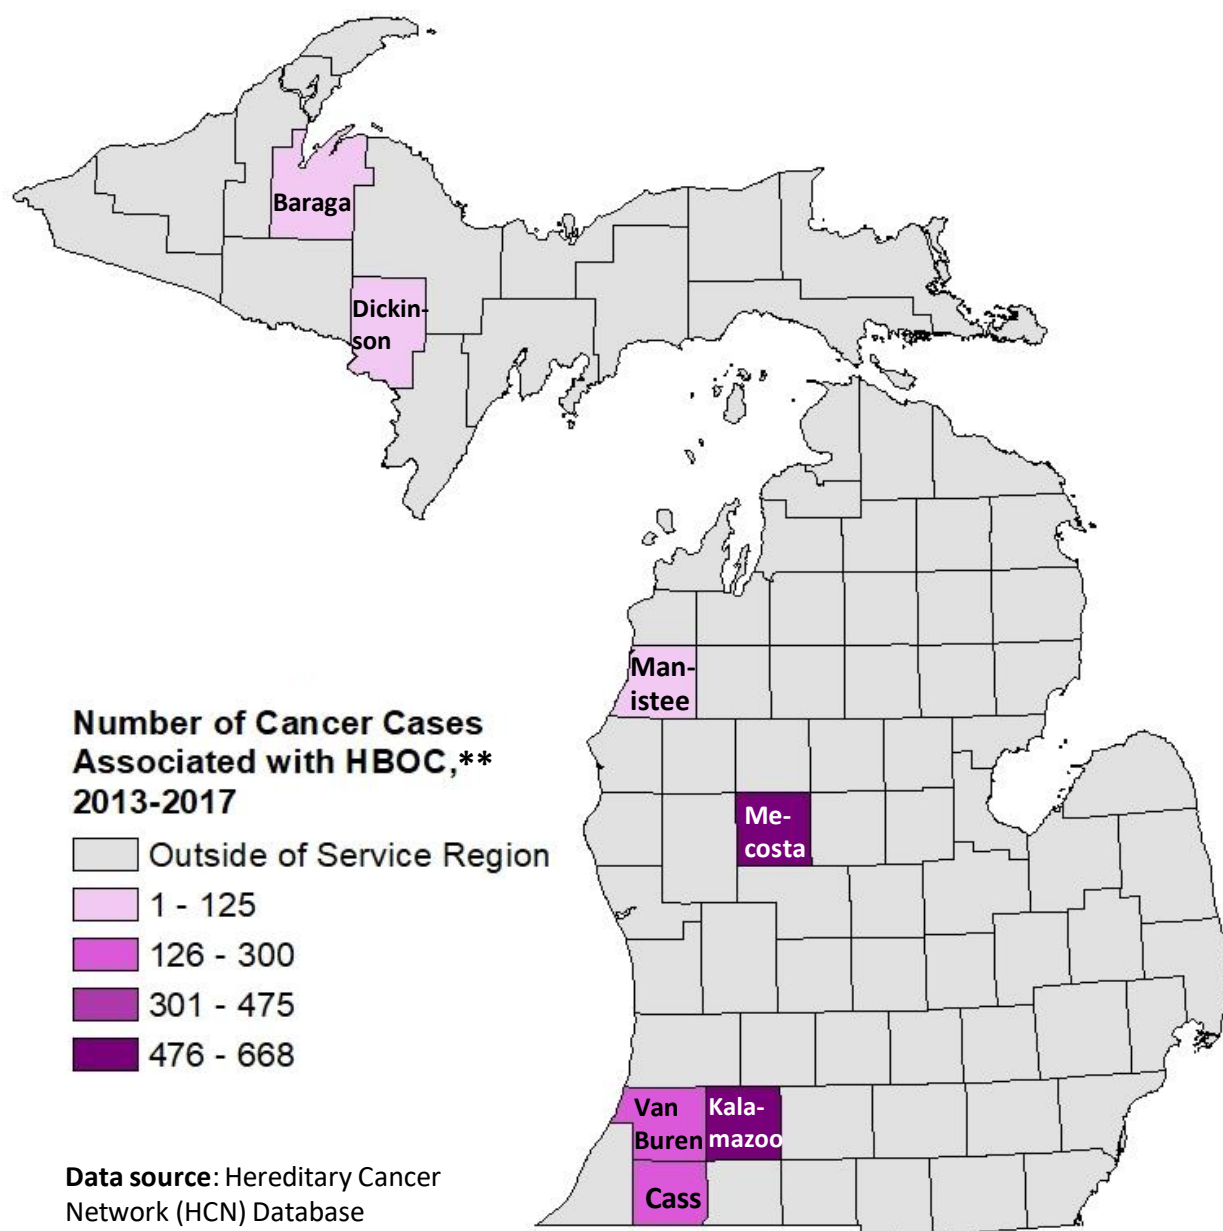 Baraga
Dickin-
son
Man-
istee
Number of Cancer Cases
Associated with HBOC,**
2013-2017
Outside of Service Region
1 - 125
126 - 300
301 - 475
476 - 668
Me-
costa
Van
Buren
Kala-
mazoo
Cass
Data source: Hereditary Cancer
Network (HCN) Database